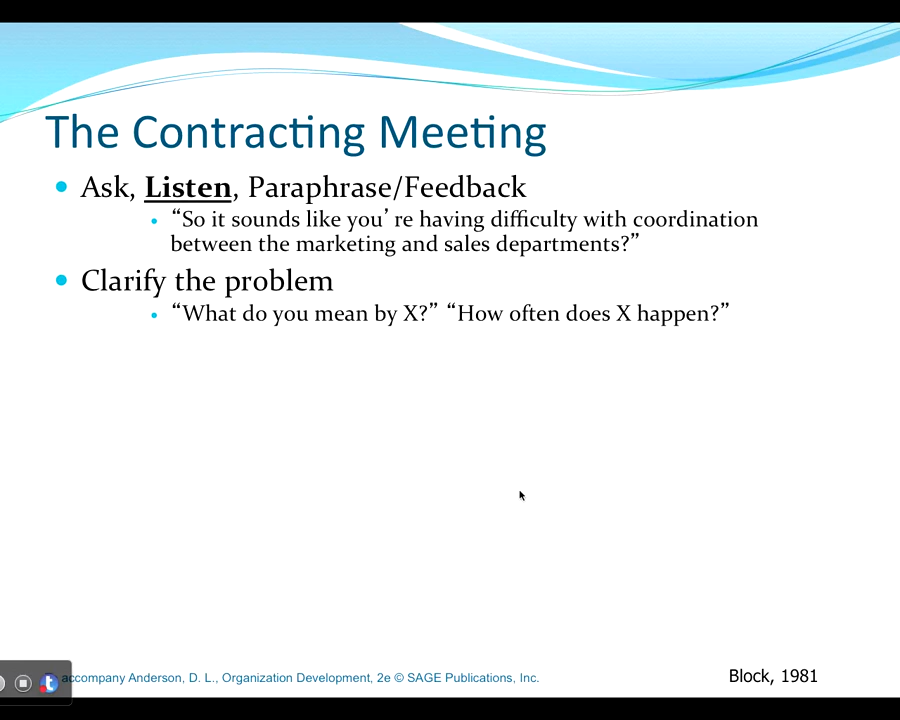 The Contracting Meeting
• Ask, Listen, Paraphrase/Feedback
• “So it sounds like you’ re having difficulty with coordination
between the marketing and sales departments?”
• Clarify the problem
• “What do you mean by X?” “How often does X happen?”
accompany Anderson, D. L., Organization Development, 2e © SAGE Publications, Inc.
Block, 1981